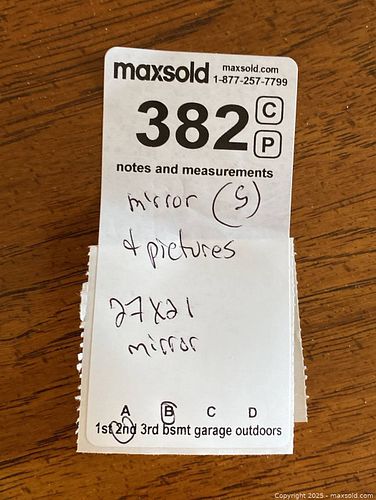 maxsold maxsold.com
1-877-257-7799
382 C
P
notes and measurements
mirror (5)
+ pictures
27x21
mirror
A B C D
1st 2nd 3rd bsmt garage outdoors
Copyright 2025 - maxsold.com